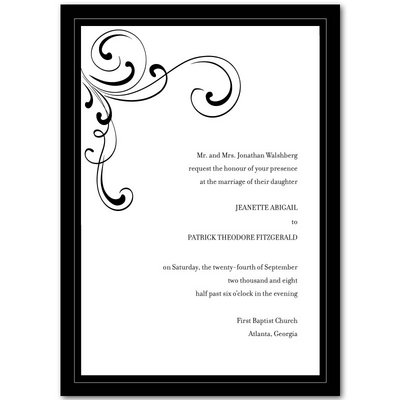 Mr. and Mrs. Jonathan Walshberg
request the honour of your presence
at the marriage of their daughter
JEANETTE ABIGAIL
to
PATRICK THEODORE FITZGERALD
on Saturday, the twenty-fourth of September
two thousand and eight
half past six o'clock in the evening
First Baptist Church
Atlanta, Georgia